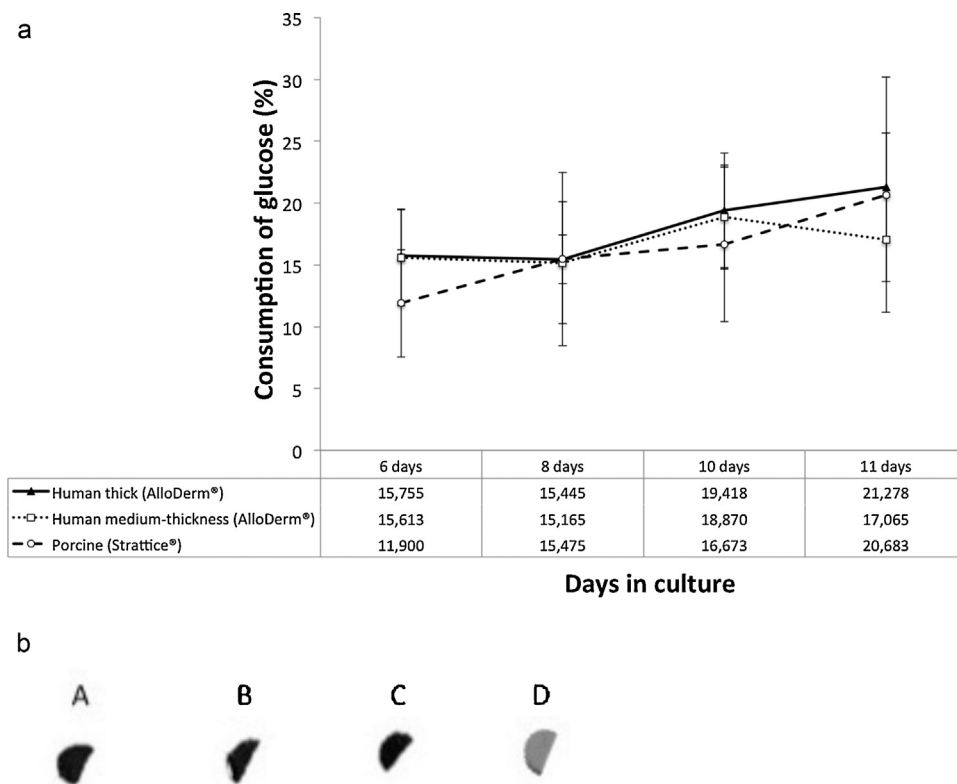 a
Consumption of glucose (%)
35
30
25
20
15
10
5
0
6 days 8 days 10 days 11 days
Human thick (AlloDerm®) 15,755 15,445 19,418 21,278
Human medium-thickness (AlloDerm®) 15,613 15,165 18,870 17,065
Porcine (Strattice®) 11,900 15,475 16,673 20,683
Days in culture
b
A B C D